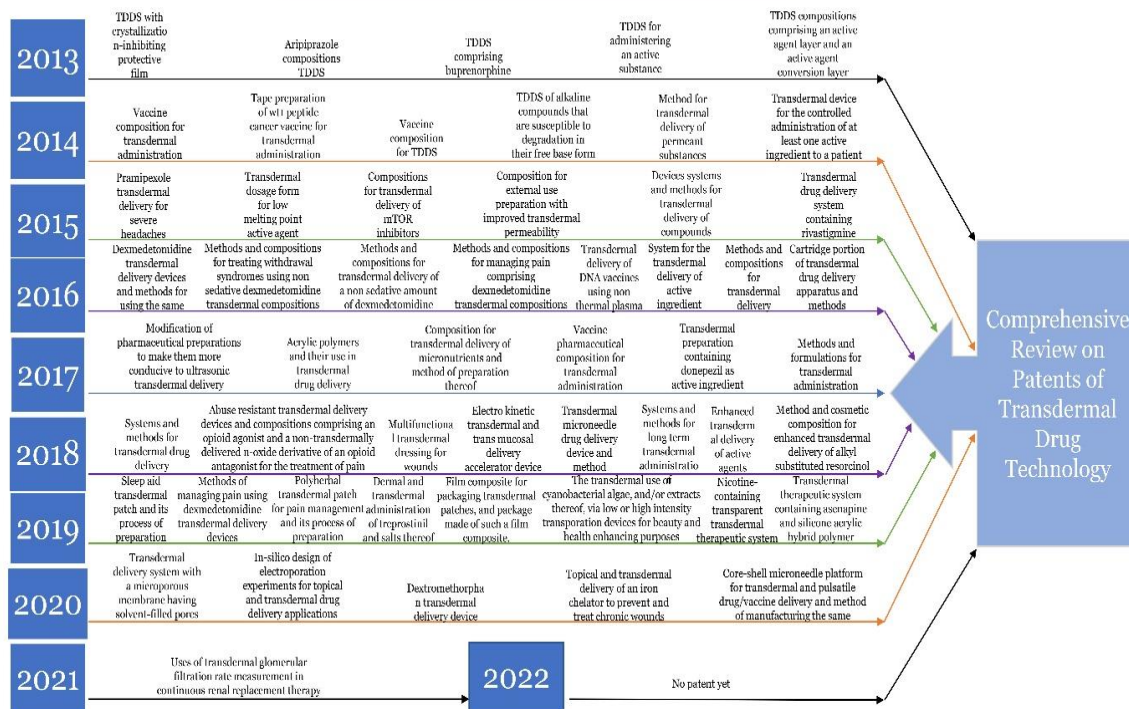 2013
TDDS with
crystallizatio
n-inhibiting
protective
film
Aripiprazole
compositions
TDDS
TDDS
comprising
buprenorphine
TDDS for
administering
an active
substance
TDDS compositions
comprising an active
agent layer and an
active agent
conversion layer
2014
Vaccine
composition for
transdermal
administration
Tape preparation
of wt1 peptide
cancer vaccine for
transdermal
administration
Vaccine
composition
for TDDS
TDDS of alkaline
compounds that
are susceptible to
degradation in
their free base form
Method for
transdermal
delivery of
permeant
substances
Transdermal device
for the controlled
administration of at
least one active
ingredient to a patient
2015
Pramipexole
transdermal
delivery for
severe
headaches
Transdermal
dosage form
for low
melting point
active agent
Compositions
for transdermal
delivery of
mTOR
inhibitors
Composition for
external use
preparation with
improved transdermal
permeability
Devices systems
and methods for
transdermal
delivery of
compounds
Transdermal
drug delivery
system
containing
rivastigmine
2016
Dexmedetomidine
transdermal
delivery devices
and methods for
using the same
Methods and compositions
for treating withdrawal
syndromes using non
sedative dexmedetomidine
transdermal compositions
Methods and
compositions for
transdermal delivery of
a non sedative amount
of dexmedetomidine
Methods and compositions
for managing pain
comprising
dexmedetomidine
transdermal compositions
Transdermal
delivery of
DNA vaccines
using non
thermal plasma
System for the
transdermal
delivery of
active
ingredient
Methods and
compositions
for
transdermal
delivery
Cartridge portion
of transdermal
drug delivery
apparatus and
methods
2017
Modification of
pharmaceutical preparations
to make them more
conducive to ultrasonic
transdermal delivery
Acrylic polymers
and their use in
transdermal
drug delivery
Composition for
transdermal delivery of
micronutrients and
method of preparation
thereof
Vaccine
pharmaceutical
composition for
transdermal
administration
Transdermal
preparation
containing
donepezil as
active ingredient
Methods and
formulations for
transdermal
administration
2018
Systems and
methods for
transdermal drug
delivery
Abuse resistant transdermal delivery
devices and compositions comprising an
opioid agonist and a non-transdermally
delivered n-oxide derivative of an opioid
antagonist for the treatment of pain
Multifunctiona
l transdermal
dressing for
wounds
Electro kinetic
transdermal and
trans mucosal
delivery
accelerator device
Transdermal
microneedle
drug delivery
device and
method
Systems and
methods for
long term
transdermal
administratio
Enhanced
transderm
al delivery
of active
agents
Method and cosmetic
composition for
enhanced transdermal
delivery of alkyl
substituted resorcinol
2019
Sleep aid
transdermal
patch and its
process of
preparation
Methods of
managing pain using
dexmedetomidine
transdermal delivery
devices
Polyherbal
transdermal patch
for pain management
and its process of
preparation
Dermal and
transdermal
administration
of treprostinil
and salts thereof
Film composite for
packaging transdermal
patches, and package
made of such a film
composite.
The transdermal use of
cyanobacterial algae, and/or extracts
thereof, via low or high intensity
transporation devices for beauty and
health enhancing purposes
Nicotine-
containing
transparent
transdermal
therapeutic system
Transdermal
therapeutic system
containing asenapine
and silicone acrylic
hybrid polymer
2020
Transdermal
delivery system with
a microporous
membrane having
solvent-filled pores
In-silico design of
electroporation
experiments for topical
and transdermal drug
delivery applications
Dextromethorpha
n transdermal
delivery device
Topical and transdermal
delivery of an iron
chelator to prevent and
treat chronic wounds
Core-shell microneedle platform
for transdermal and pulsatile
drug/vaccine delivery and method
of manufacturing the same
2021
Uses of transdermal glomerular
filtration rate measurement in
continuous renal replacement therapy
2022
No patent yet
Comprehensive
Review on
Patents of
Transdermal
Drug
Technology